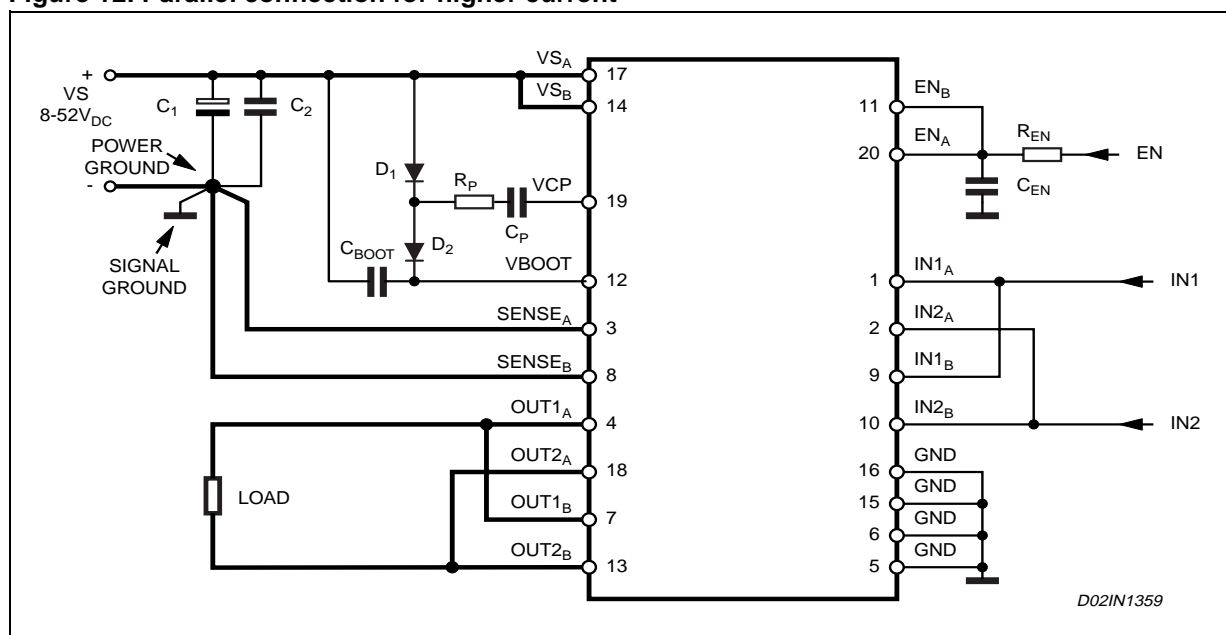 Figure 12. Parallel connection for higher current
+
VS
8-52V_DC
C1
C2
POWER
GROUND
-
SIGNAL
GROUND
D1
RP
VCP
CP
D2
CBOOT
VBOOT
VSA
17
VSB
14
19
12
SENSEA
3
SENSEB
8
OUT1A
4
OUT2A
18
OUT1B
7
OUT2B
13
LOAD
11
ENB
20
ENA
REN
EN
CEN
1
IN1A
IN1
2
IN2A
9
IN1B
10
IN2B
IN2
16
GND
15
GND
6
GND
5
GND
D02IN1359